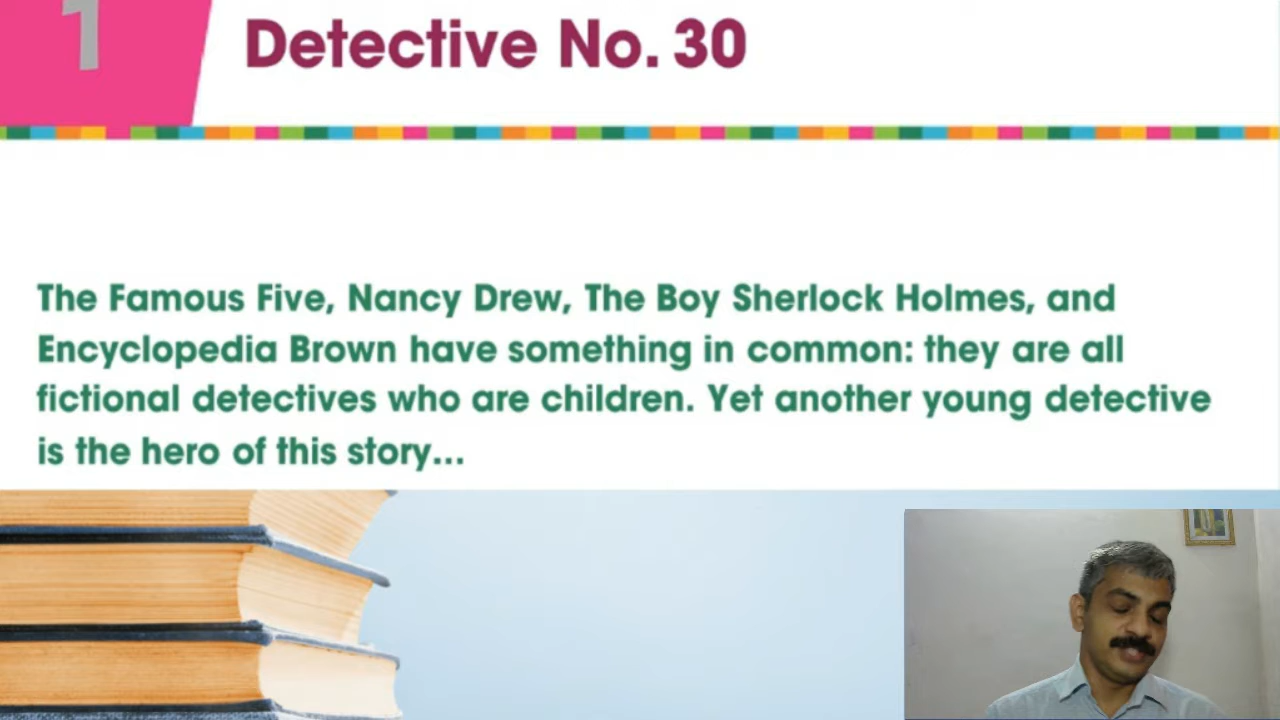 1
Detective No. 30
The Famous Five, Nancy Drew, The Boy Sherlock Holmes, and
Encyclopedia Brown have something in common: they are all
fictional detectives who are children. Yet another young detective
is the hero of this story...